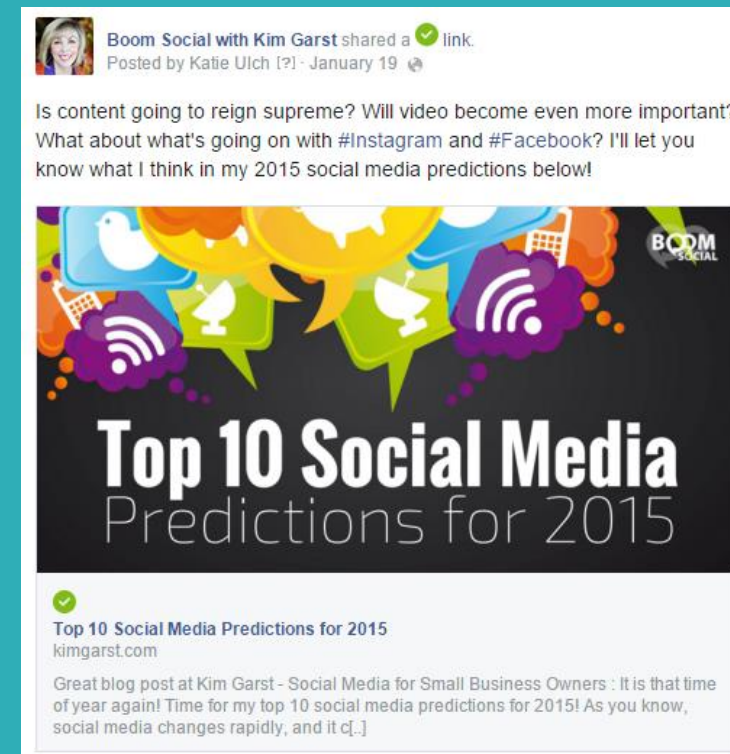 Boom Social with Kim Garst shared a link.
Posted by Katie Ulch [?] · January 19
Is content going to reign supreme? Will video become even more important?
What about what's going on with #Instagram and #Facebook? I'll let you
know what I think in my 2015 social media predictions below!
BOOM
SOCIAL
Top 10 Social Media
Predictions for 2015
Top 10 Social Media Predictions for 2015
kimgarst.com
Great blog post at Kim Garst - Social Media for Small Business Owners : It is that time
of year again! Time for my top 10 social media predictions for 2015! As you know,
social media changes rapidly, and it c[..]